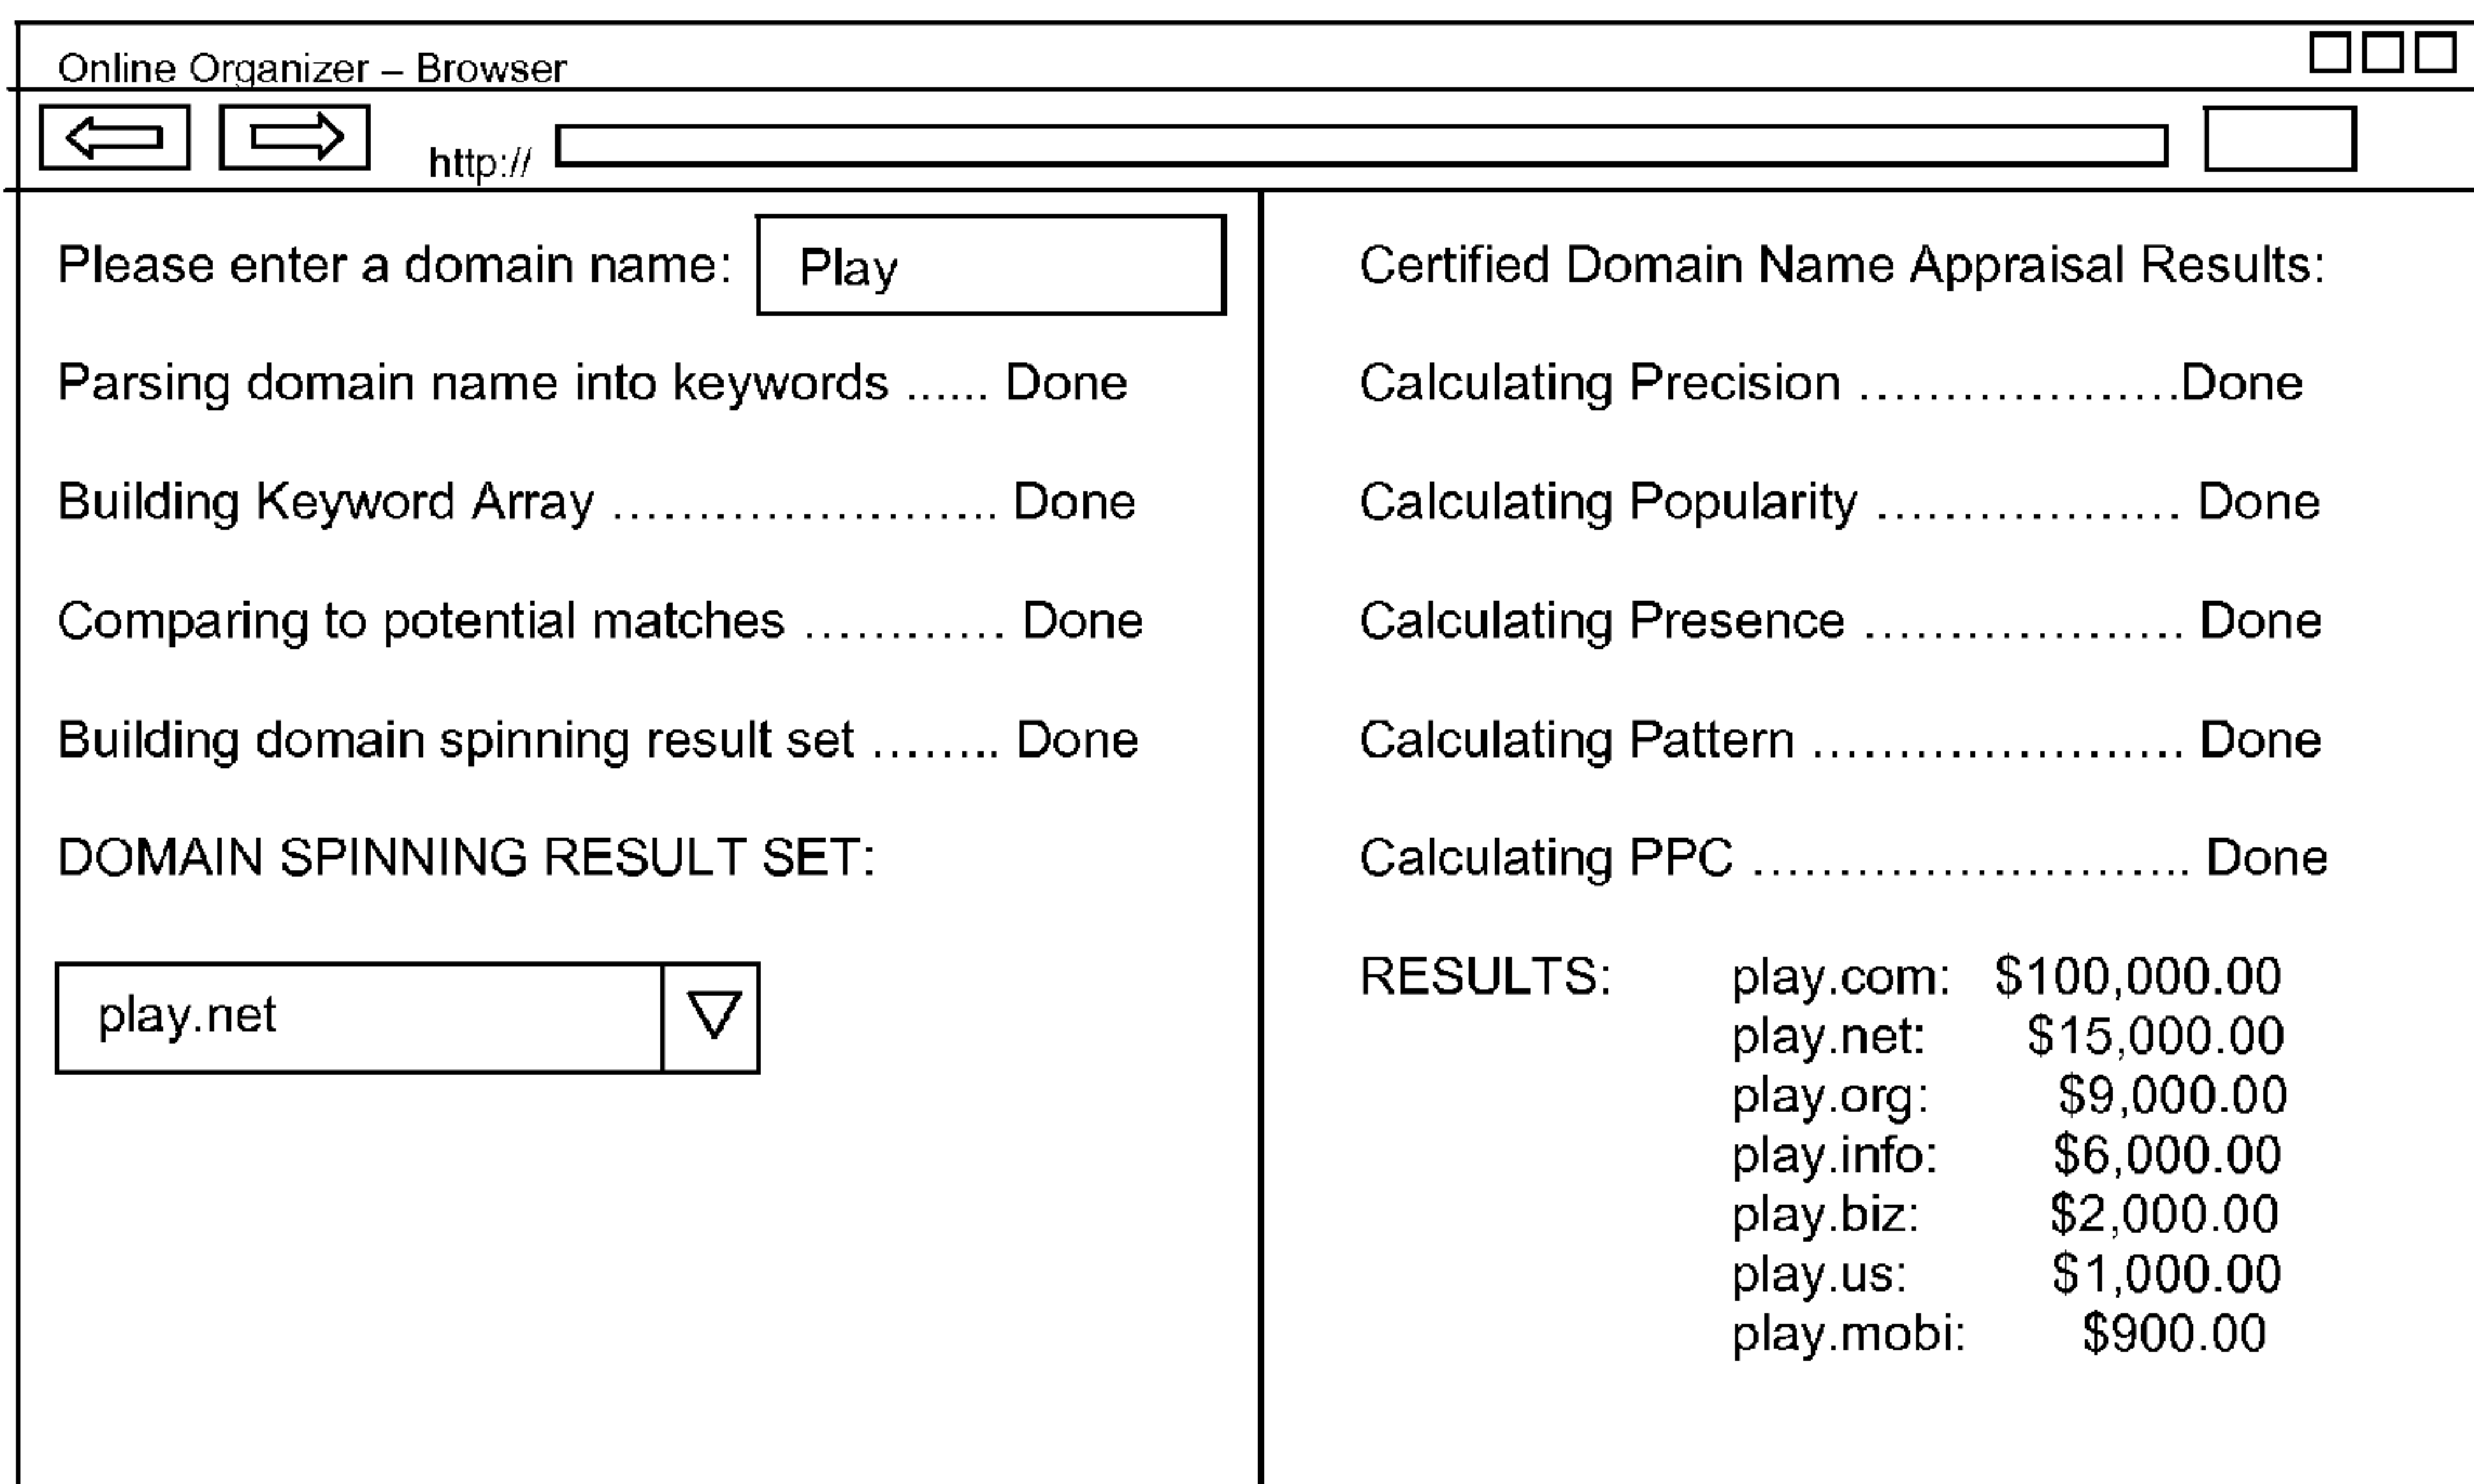 Online Organizer – Browser
http://
Please enter a domain name: Play
Parsing domain name into keywords ...... Done
Building Keyword Array ....................... Done
Comparing to potential matches ............ Done
Building domain spinning result set ........ Done
DOMAIN SPINNING RESULT SET:
play.net
Certified Domain Name Appraisal Results:
Calculating Precision ...................Done
Calculating Popularity .................. Done
Calculating Presence ................... Done
Calculating Pattern ...................... Done
Calculating PPC .......................... Done
RESULTS: play.com: $100,000.00
play.net: $15,000.00
play.org: $9,000.00
play.info: $6,000.00
play.biz: $2,000.00
play.us: $1,000.00
play.mobi: $900.00